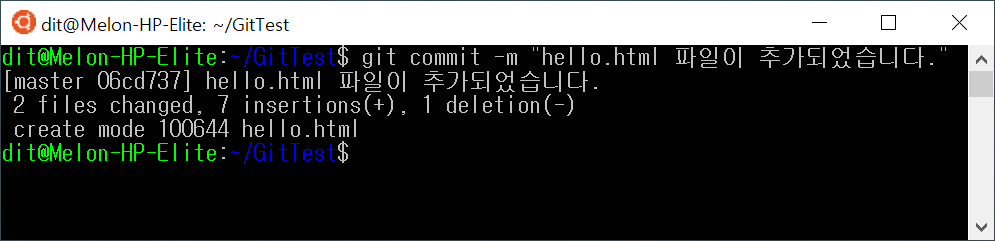 dit@Melon-HP-Elite: ~/GitTest
dit@Melon-HP-Elite:~/GitTest$ git commit -m "hello.html 파일이 추가되었습니다."
[master 06cd737] hello.html 파일이 추가되었습니다.
 2 files changed, 7 insertions(+), 1 deletion(-)
 create mode 100644 hello.html
dit@Melon-HP-Elite:~/GitTest$